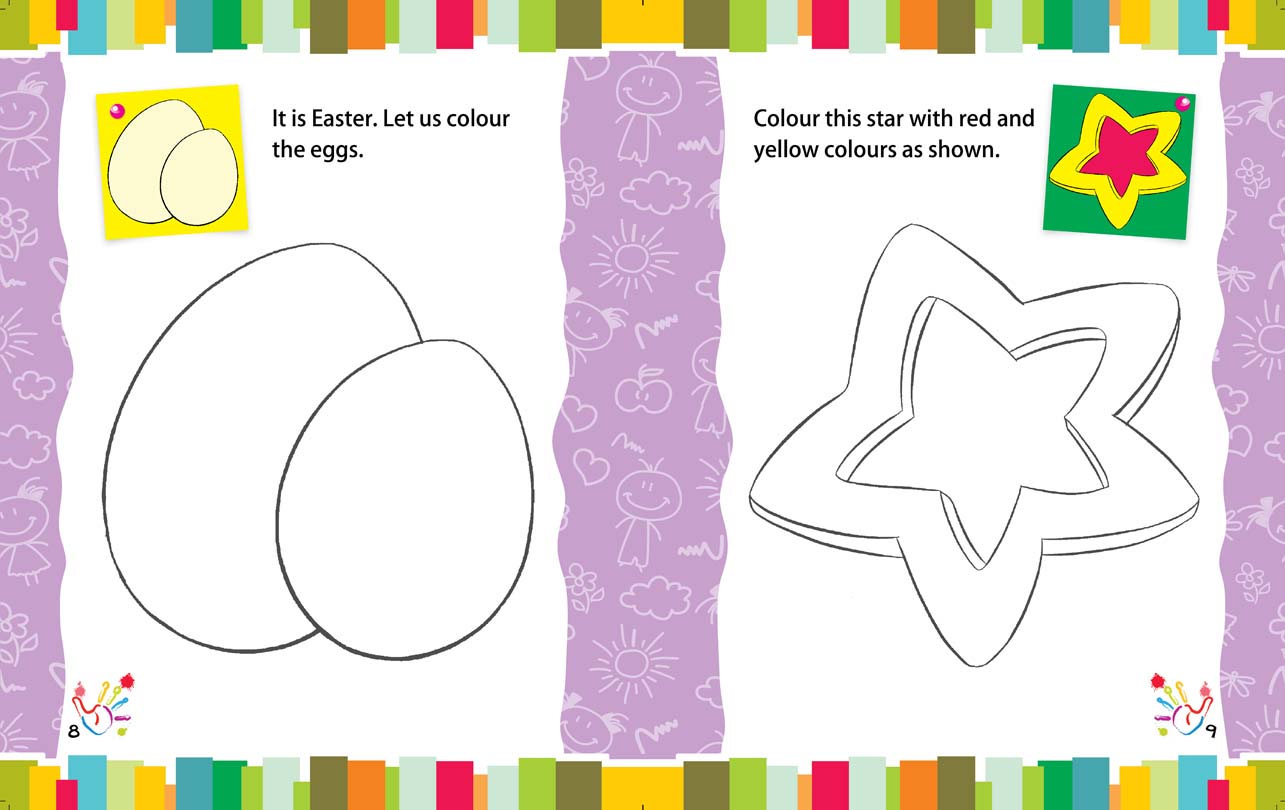 It is Easter. Let us colour
the eggs.
8
Colour this star with red and
yellow colours as shown.
9